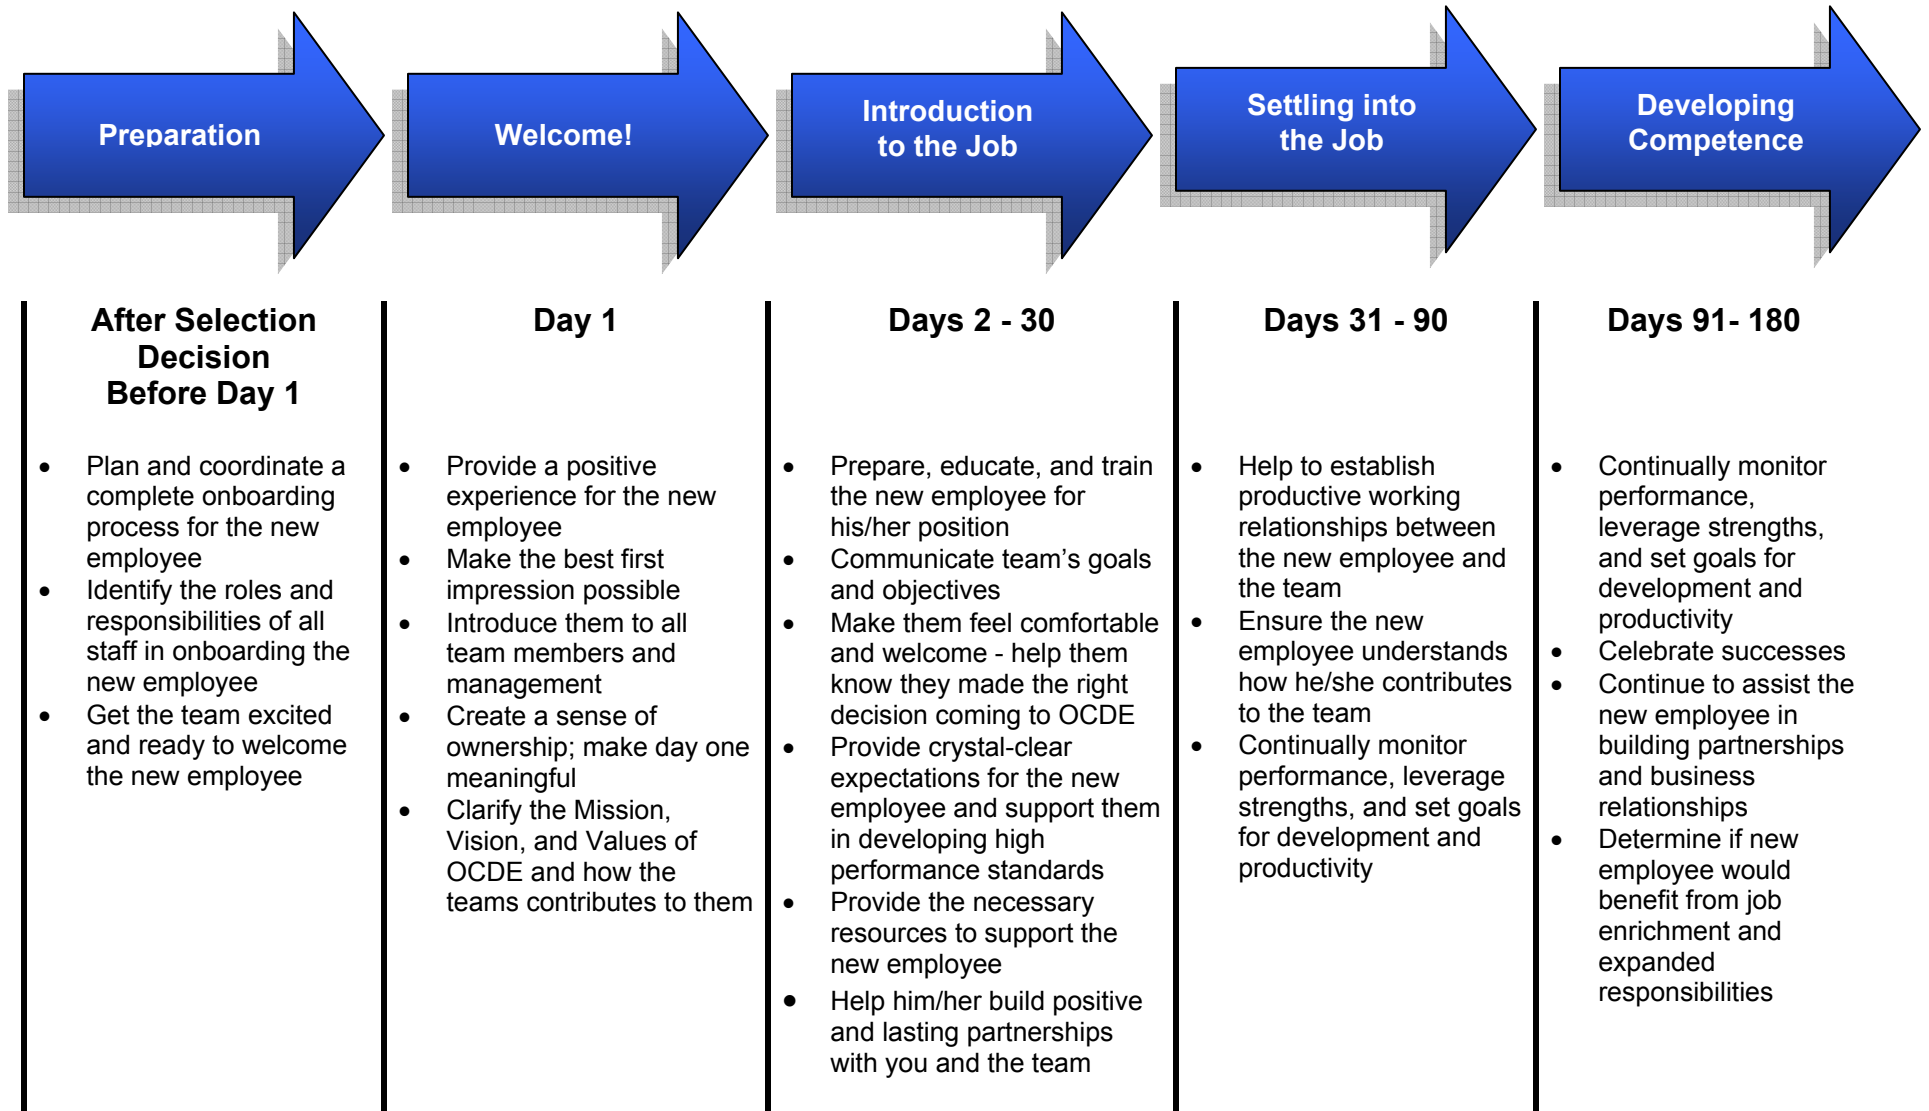 Preparation
Welcome!
Introduction
to the Job
Settling into
the Job
Developing
Competence
After Selection
Decision
Before Day 1
• Plan and coordinate a
complete onboarding
process for the new
employee
• Identify the roles and
responsibilities of all
staff in onboarding the
new employee
• Get the team excited
and ready to welcome
the new employee
Day 1
• Provide a positive
experience for the new
employee
• Make the best first
impression possible
• Introduce them to all
team members and
management
• Create a sense of
ownership; make day one
meaningful
• Clarify the Mission,
Vision, and Values of
OCDE and how the
teams contributes to them
Days 2 - 30
• Prepare, educate, and train
the new employee for
his/her position
• Communicate team’s goals
and objectives
• Make them feel comfortable
and welcome - help them
know they made the right
decision coming to OCDE
• Provide crystal-clear
expectations for the new
employee and support them
in developing high
performance standards
• Provide the necessary
resources to support the
new employee
• Help him/her build positive
and lasting partnerships
with you and the team
Days 31 - 90
• Help to establish
productive working
relationships between
the new employee and
the team
• Ensure the new
employee understands
how he/she contributes
to the team
• Continually monitor
performance, leverage
strengths, and set goals
for development and
productivity
Days 91- 180
• Continually monitor
performance,
leverage strengths,
and set goals for
development and
productivity
• Celebrate successes
• Continue to assist the
new employee in
building partnerships
and business
relationships
• Determine if new
employee would
benefit from job
enrichment and
expanded
responsibilities